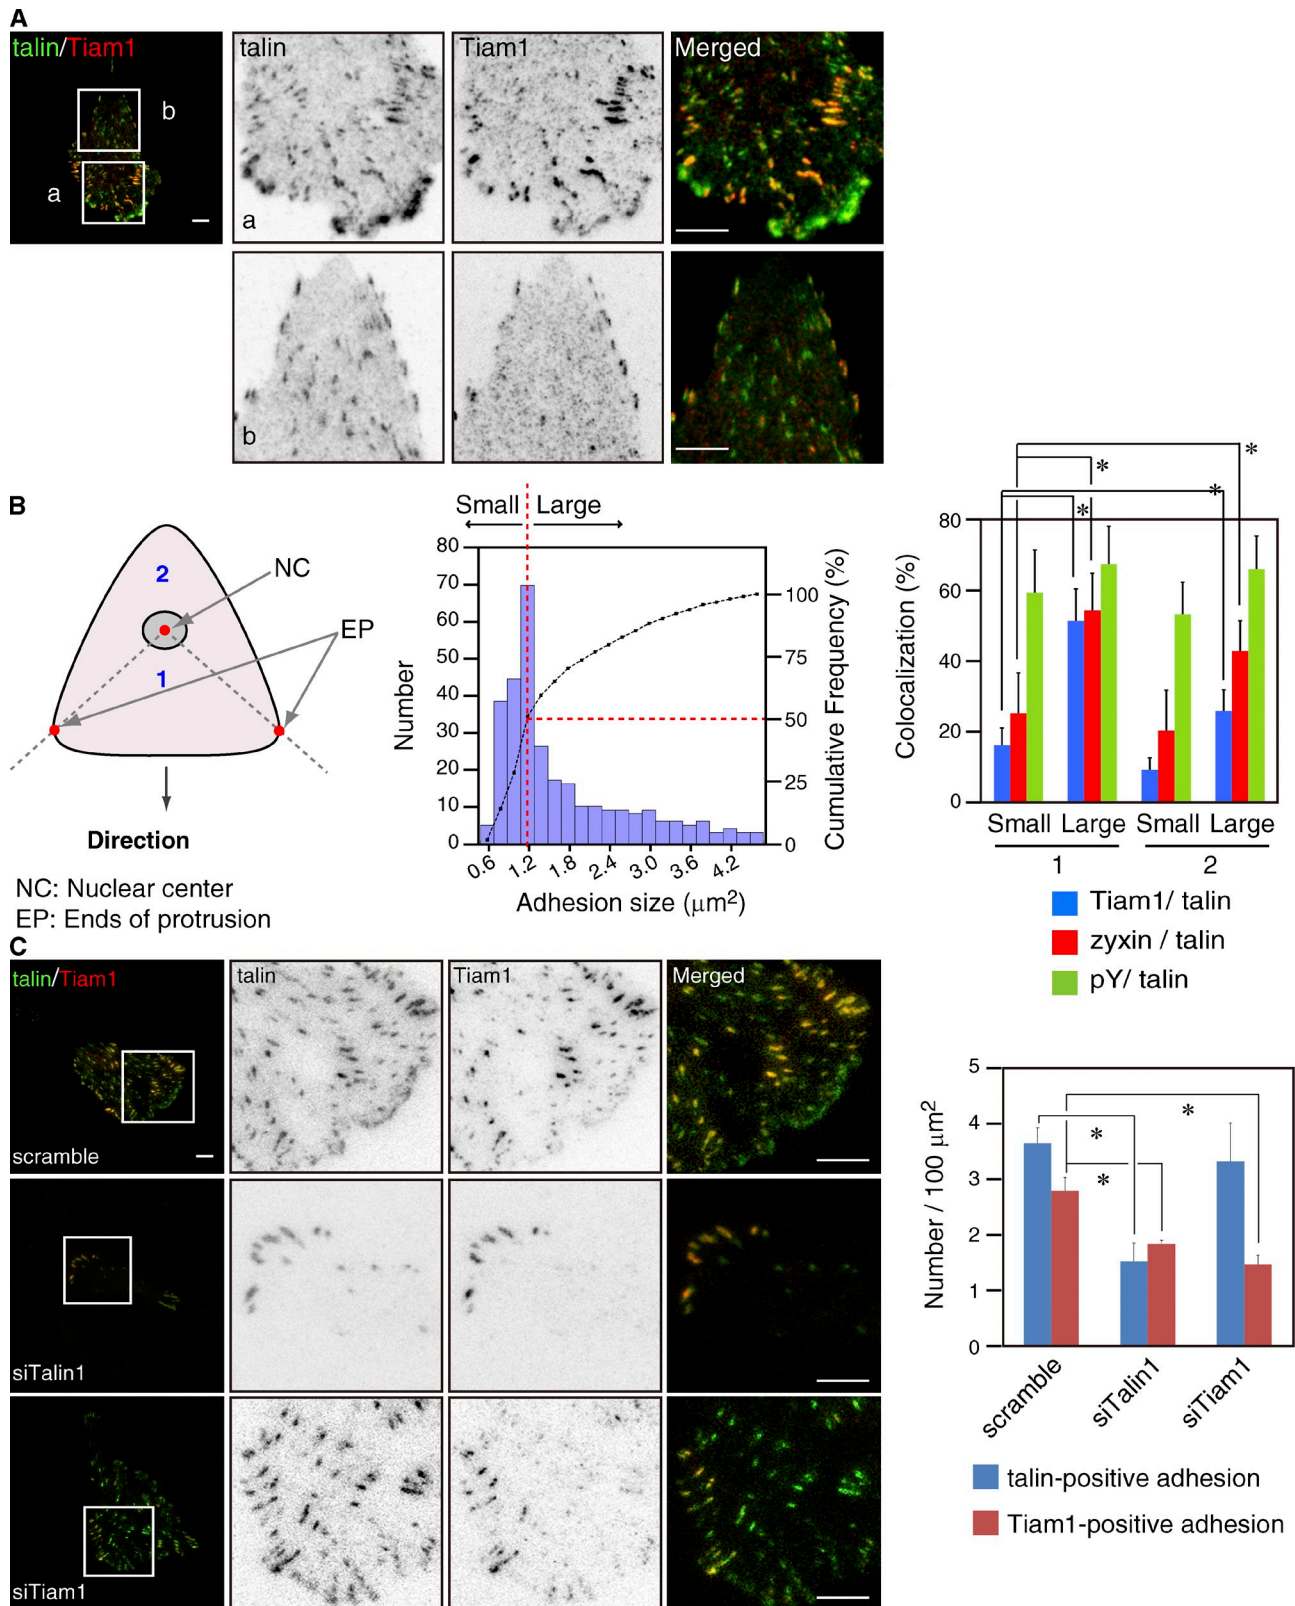 A
talin/Tiam1
talin
Tiam1
Merged
b
a
a
b
B
2
NC
EP
1
Direction
NC: Nuclear center
EP: Ends of protrusion
Small
Large
80
70
60
50
40
30
20
10
0
Number
100
75
50
25
0
Cumulative Frequency (%)
0.6
1.2
1.8
2.4
3.0
3.6
4.2
Adhesion size (μm²)
*
*
*
*
80
60
40
20
0
Colocalization (%)
Small Large Small Large
1
2
Tiam1/ talin
zyxin / talin
pY/ talin
C
talin/Tiam1
talin
Tiam1
Merged
scramble
siTalin1
siTiam1
5
4
3
2
1
0
Number / 100 μm²
*
*
*
scramble
siTalin1
siTiam1
talin-positive adhesion
Tiam1-positive adhesion